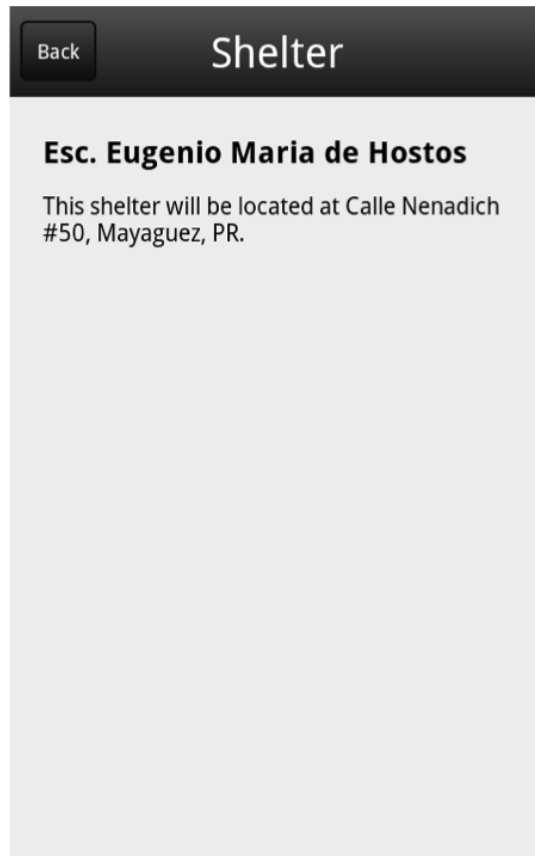 Back
Shelter
Esc. Eugenio Maria de Hostos
This shelter will be located at Calle Nenadich
#50, Mayaguez, PR.